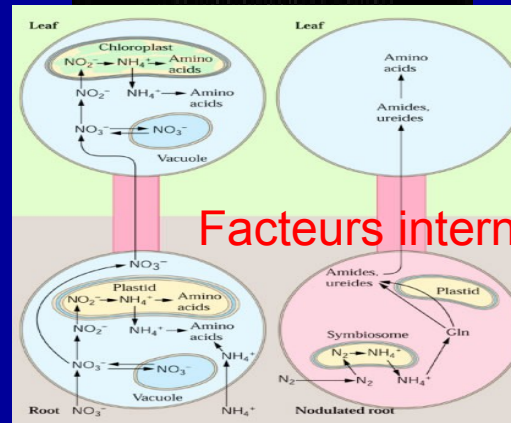 Leaf
Chloroplast
NO₂⁻ → NH₄⁺ → Amino
acids
NO₂⁻ NH₄⁺ → Amino
acids
NO₃⁻ NO₃⁻
Vacuole
Leaf
Amino
acids
Amides,
ureides
Facteurs intern
NO₃⁻
Plastid
NO₂⁻ → NH₄⁺ → Amino
acids
NO₂⁻ NH₄⁺ → Amino
acids
NH₄⁺
NO₃⁻ NO₃⁻
Vacuole
Root NO₃⁻ NH₄⁺
Amides,
ureides
Plastid
Symbiosome
Gln
N₂ → NH₄⁺
N₂ N₂ NH₄⁺
Nodulated root